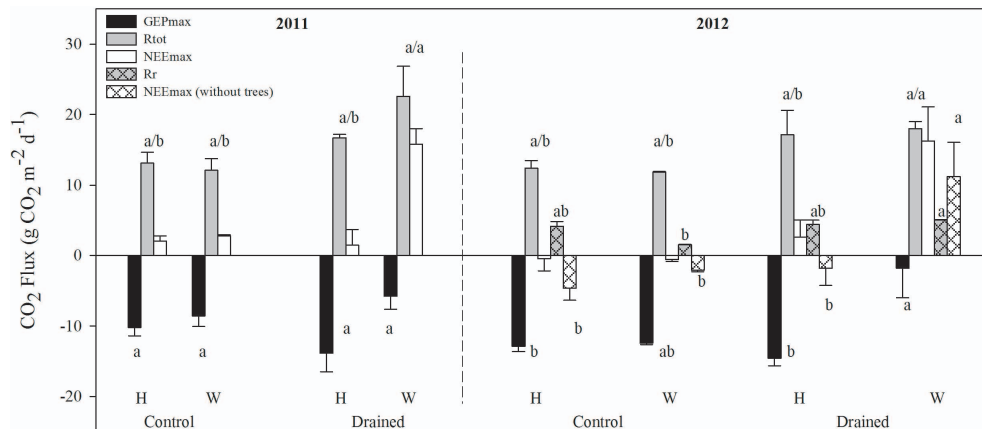 2011
2012
GEPmax
Rtot
NEEmax
Rr
NEEmax (without trees)
CO2 Flux (g CO2 m-2 d-1)
30
20
10
0
-10
-20
a/b a/b a/b a/a a/b a/b a/b a/a
ab b ab a a
a a a a b b ab b b b a
H W H W H W H W
Control Drained Control Drained